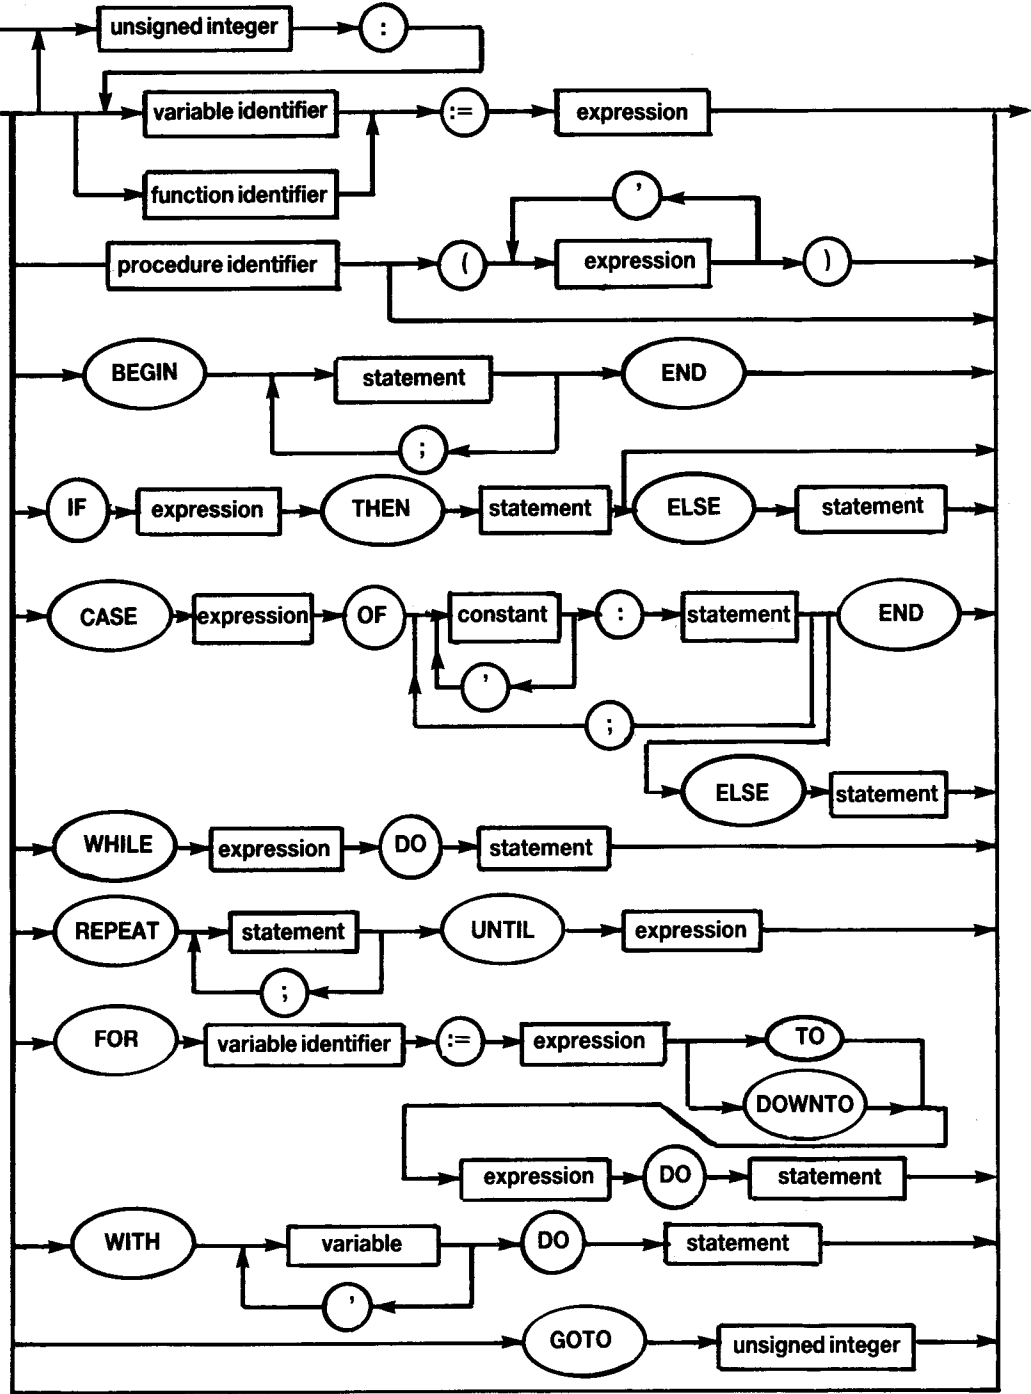 unsigned integer :
variable identifier := expression
function identifier
,
procedure identifier ( expression )
BEGIN statement END
;
IF expression THEN statement ELSE statement
CASE expression OF constant : statement END
,
;
ELSE statement
WHILE expression DO statement
REPEAT statement UNTIL expression
;
FOR variable identifier := expression TO
DOWNTO
expression DO statement
WITH variable DO statement
,
GOTO unsigned integer